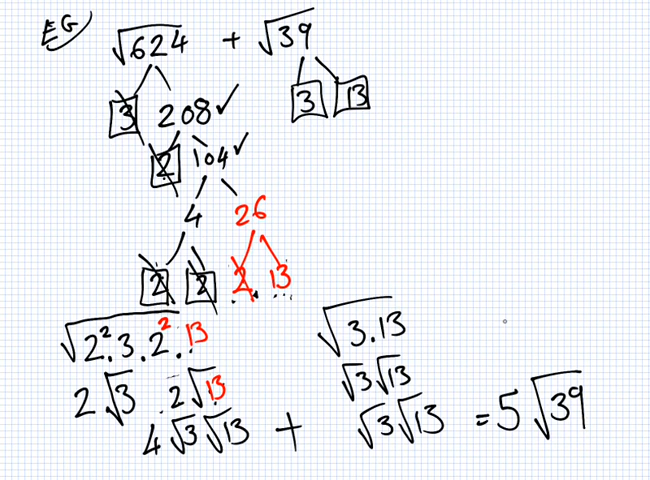 EG
√624 + √39
3 208✓ 3 13
2 104✓
4 26
2 2 2 13
√2².3.2².13 √3.13
2√3 . 2√13 √3√13
4√3√13 + √3√13 = 5√39